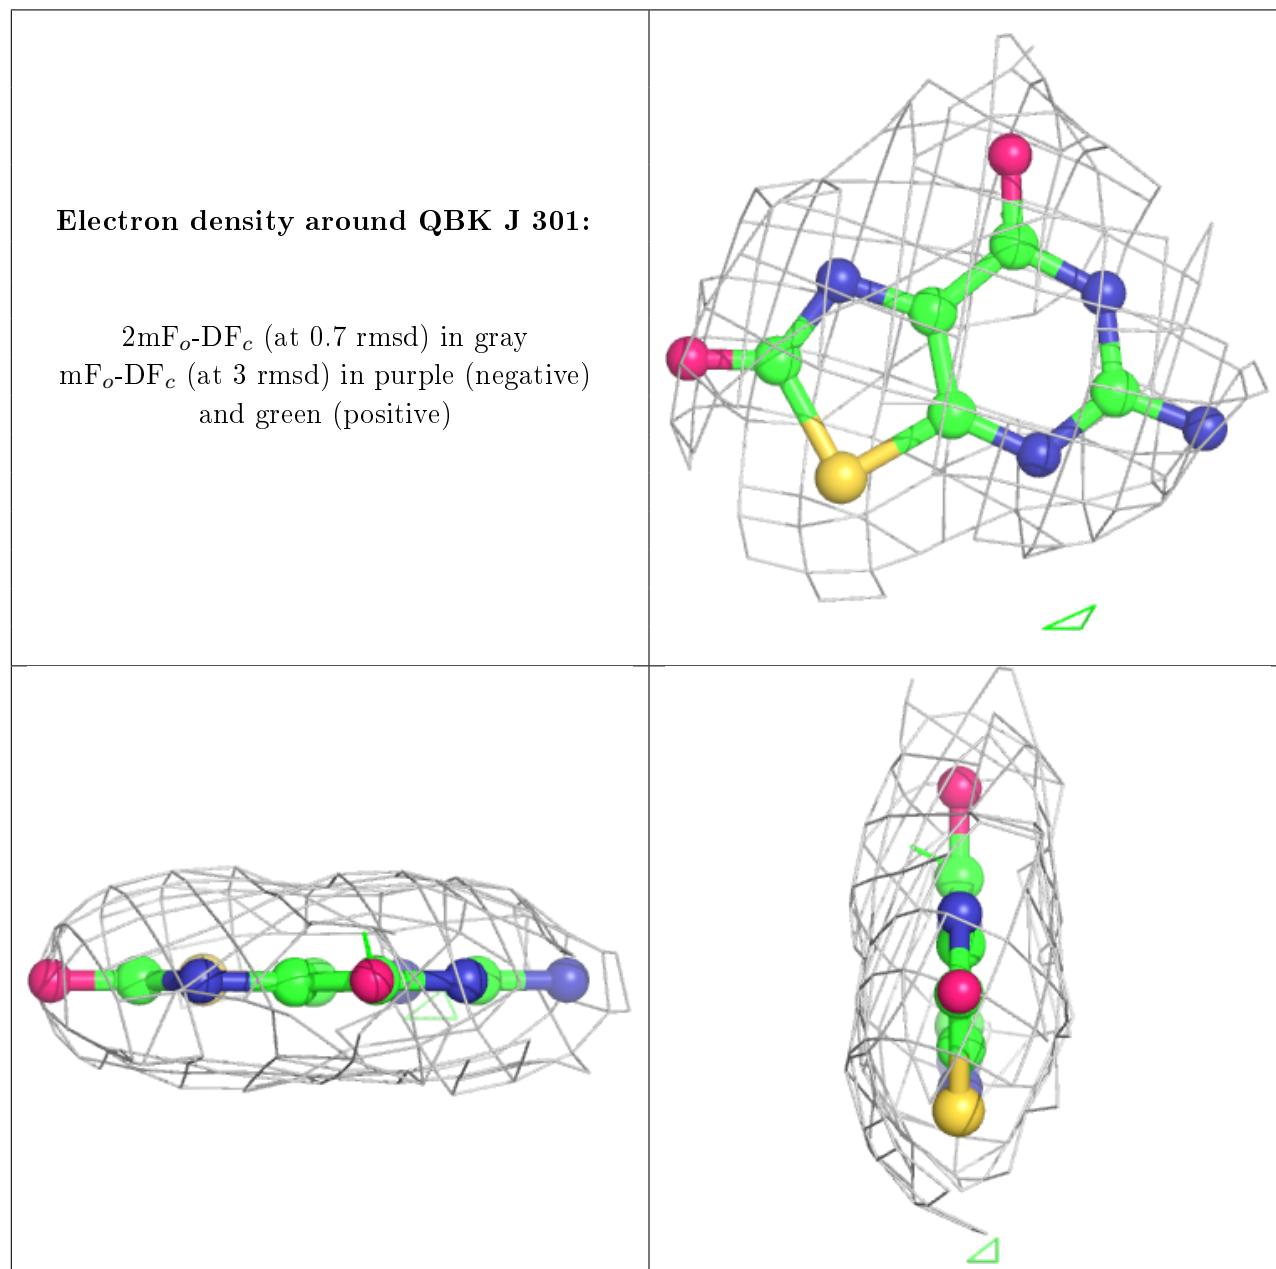 Electron density around QBK J 301:
2mFo-DFc (at 0.7 rmsd) in gray
mFo-DFc (at 3 rmsd) in purple (negative)
and green (positive)